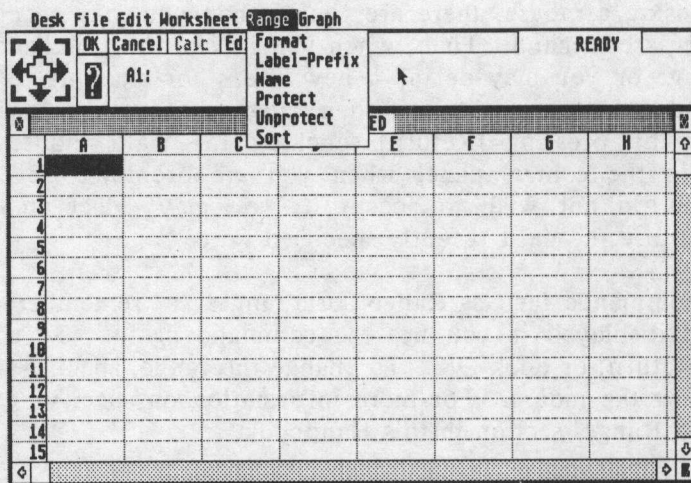 Desk File Edit Worksheet Range Graph
OK Cancel Calc Ed READY
Format
Label-Prefix
Name
Protect
Unprotect
Sort
? A1:
ED
A B C E F G H
1
2
3
4
5
6
7
8
9
10
11
12
13
14
15